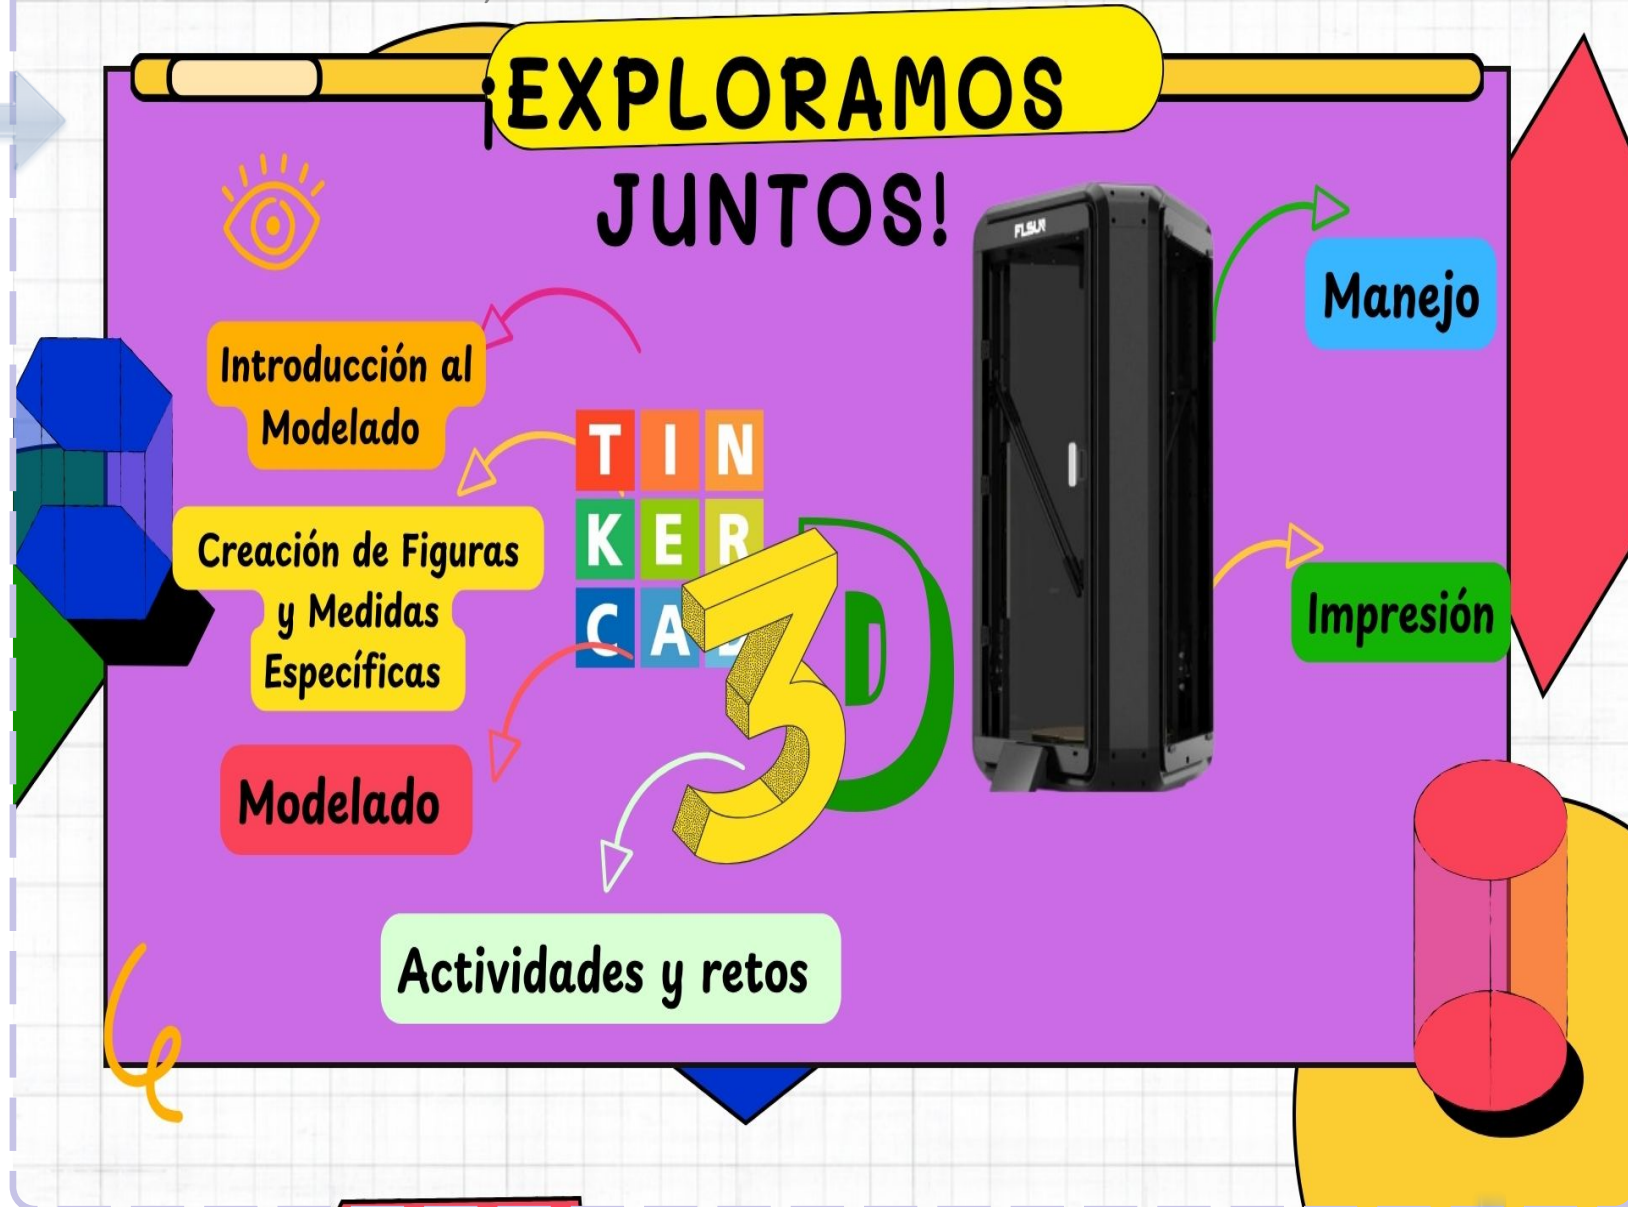 ¡EXPLORAMOS
JUNTOS!
FLSUN
Manejo
Introducción al
Modelado
TIN
KER
CAD
3D
Creación de Figuras
y Medidas
Específicas
Impresión
Modelado
Actividades y retos